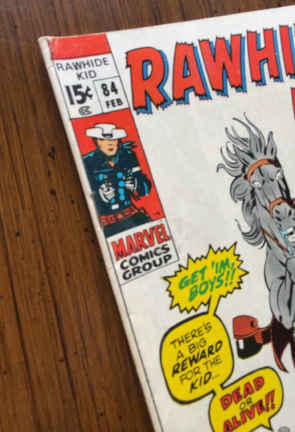 RAWHIDE
KID
15¢
84
FEB
CC
RAWHI
MARVEL
COMICS
GROUP
GET 'IM,
BOYS!!
THERE'S
A BIG
REWARD
FOR THE
KID...
DEAD
OR
ALIVE!!